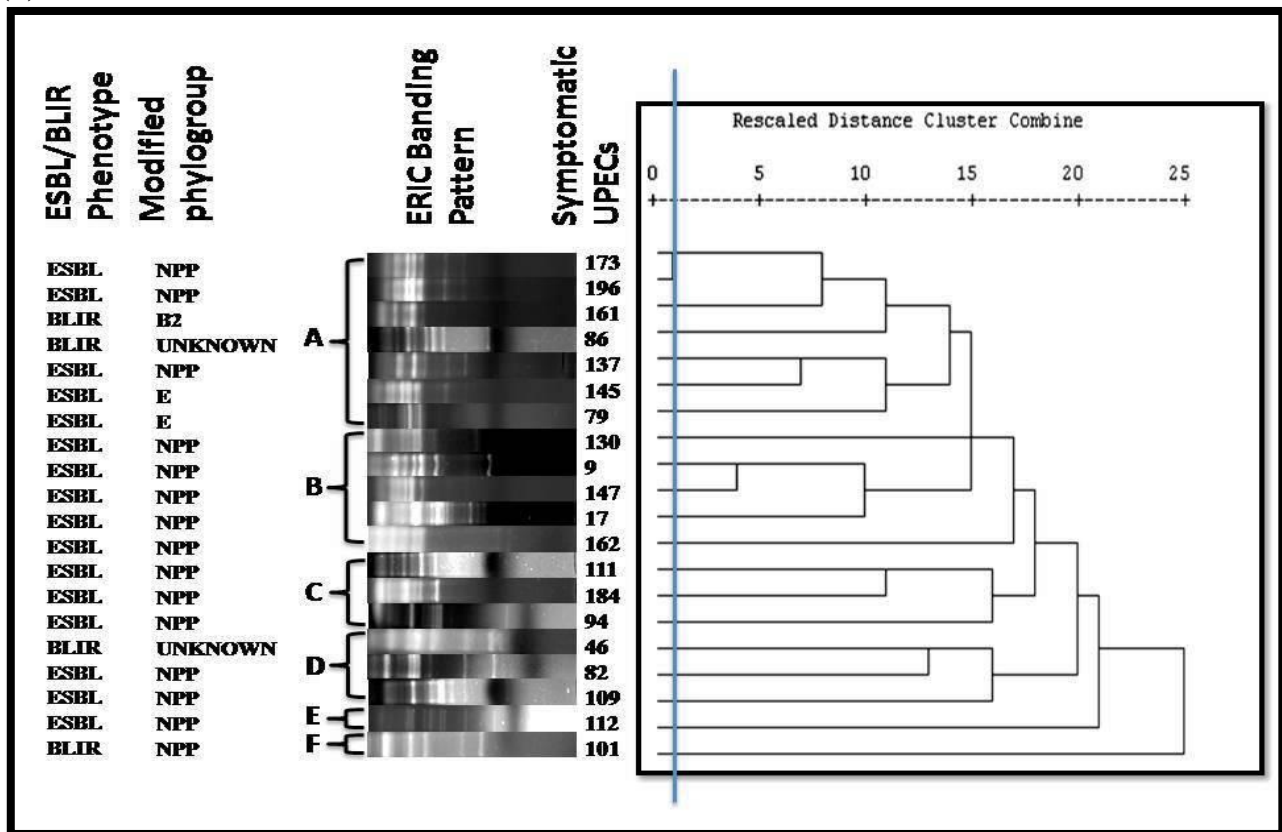 ESBL/BLIR
Phenotype
Modified
phylogroup
ERIC Banding
Pattern
Symptomatic
UPECs
Rescaled Distance Cluster Combine
0 5 10 15 20 25
ESBL NPP 173
ESBL NPP 196
BLIR B2 161
BLIR UNKNOWN A 86
ESBL NPP 137
ESBL E 145
ESBL E 79
ESBL NPP 130
ESBL NPP 9
ESBL NPP B 147
ESBL NPP 17
ESBL NPP 162
ESBL NPP 111
ESBL NPP C 184
ESBL NPP 94
BLIR UNKNOWN 46
ESBL NPP D 82
ESBL NPP 109
ESBL NPP E 112
BLIR NPP F 101